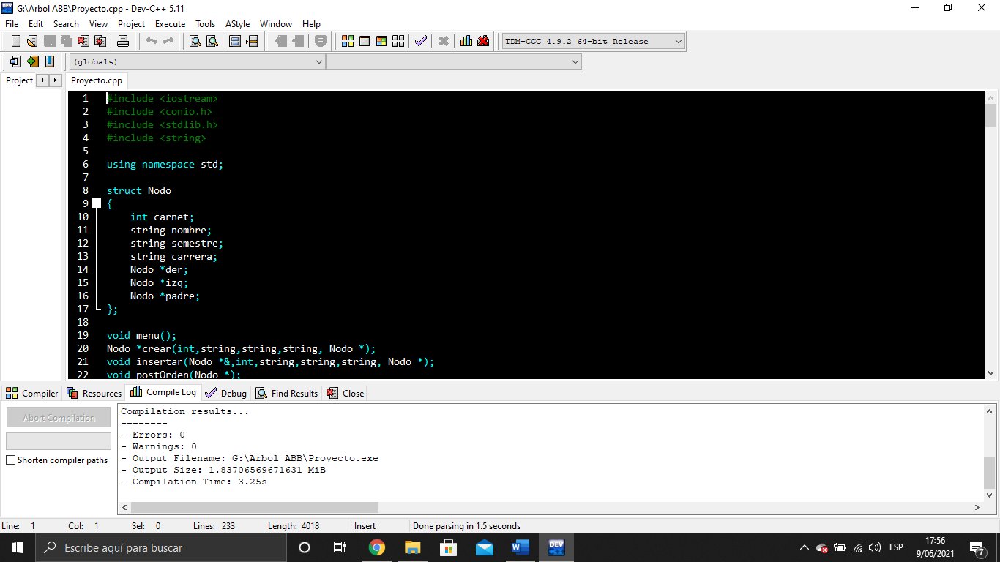 G:\Arbol ABB\Proyecto.cpp - Dev-C++ 5.11
File Edit Search View Project Execute Tools AStyle Window Help
TDM-GCC 4.9.2 64-bit Release
(globals)
Project
Proyecto.cpp
1 #include <iostream>
2 #include <conio.h>
3 #include <stdlib.h>
4 #include <string>
5
6 using namespace std;
7
8 struct Nodo
9 {
10 int carnet;
11 string nombre;
12 string semestre;
13 string carrera;
14 Nodo *der;
15 Nodo *izq;
16 Nodo *padre;
17 };
18
19 void menu();
20 Nodo *crear(int,string,string,string, Nodo *);
21 void insertar(Nodo *&,int,string,string,string, Nodo *);
22 void postOrden(Nodo *);
Compiler Resources Compile Log Debug Find Results Close
Abort Compilation
Shorten compiler paths
Compilation results...
--------
- Errors: 0
- Warnings: 0
- Output Filename: G:\Arbol ABB\Proyecto.exe
- Output Size: 1.83706569671631 MiB
- Compilation Time: 3.25s
Line: 1 Col: 1 Sel: 0 Lines: 233 Length: 4018 Insert Done parsing in 1.5 seconds
Escribe aquí para buscar
DEV
ESP
17:56
9/06/2021
7